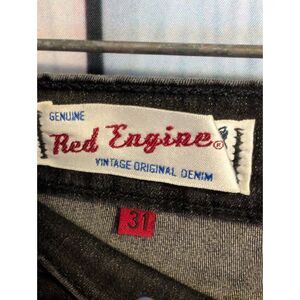 GENUINE
Red Engine®
VINTAGE ORIGINAL DENIM
31